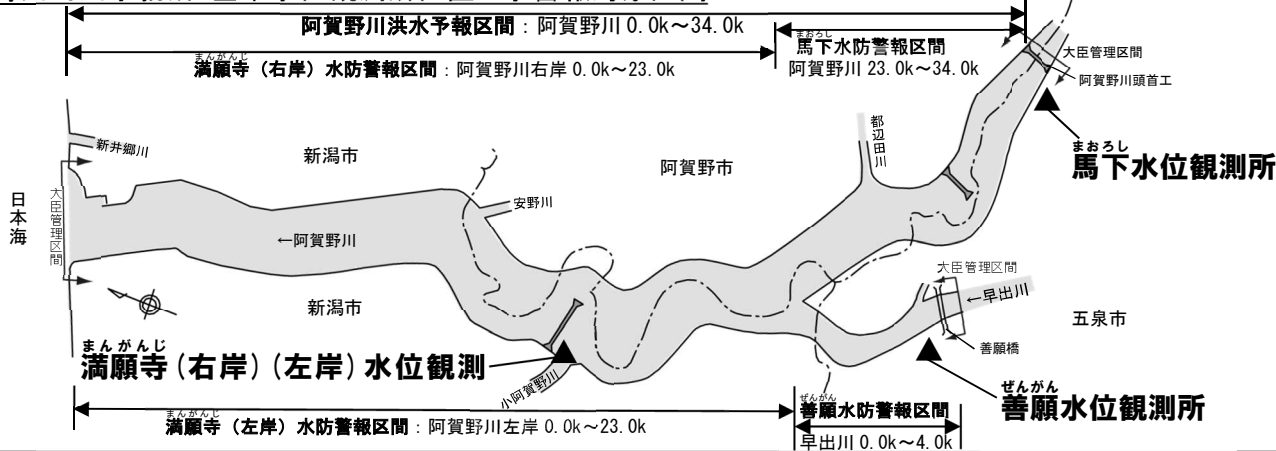 阿賀野川洪水予報区間：阿賀野川 0.0k～34.0k
まんがんじ
満願寺（右岸）水防警報区間：阿賀野川右岸 0.0k～23.0k
まおろし
馬下水防警報区間
阿賀野川 23.0k～34.0k
大臣管理区間
阿賀野川頭首工
まおろし
馬下水位観測所
新井郷川
新潟市
阿賀野市
都辺田川
日本海
大臣管理区間
安野川
←阿賀野川
新潟市
大臣管理区間
←早出川
五泉市
善願橋
まんがんじ
満願寺(右岸)(左岸)水位観測
小阿賀野川
ぜんがん
善願水位観測所
まんがんじ
満願寺（左岸）水防警報区間：阿賀野川左岸 0.0k～23.0k
ぜんがん
善願水防警報区間
早出川 0.0k～4.0k